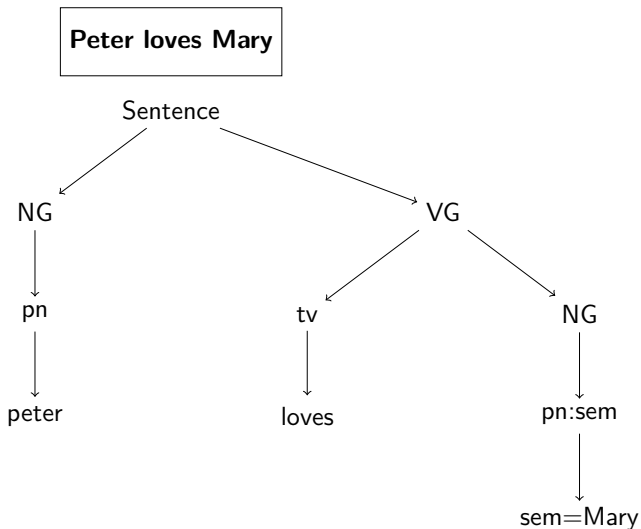 Peter loves Mary
Sentence
NG VG
pn tv NG
peter loves pn:sem
sem=Mary